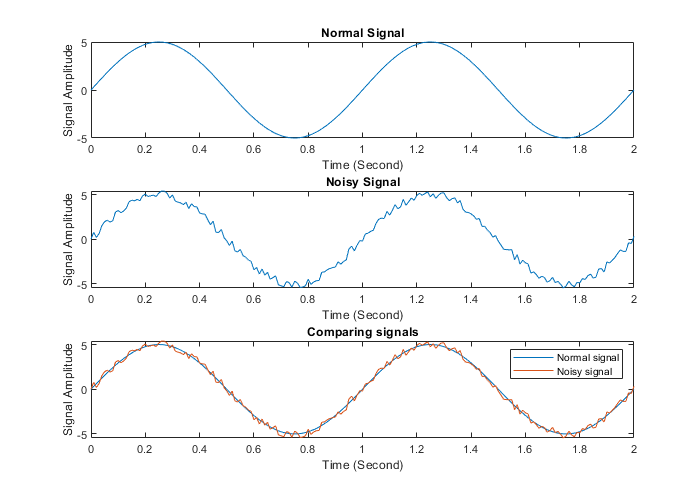 Normal Signal
Signal Amplitude
5
0
-5
0 0.2 0.4 0.6 0.8 1 1.2 1.4 1.6 1.8 2
Time (Second)
Noisy Signal
Signal Amplitude
5
0
-5
0 0.2 0.4 0.6 0.8 1 1.2 1.4 1.6 1.8 2
Time (Second)
Comparing signals
Signal Amplitude
5
0
-5
Normal signal
Noisy signal
0 0.2 0.4 0.6 0.8 1 1.2 1.4 1.6 1.8 2
Time (Second)